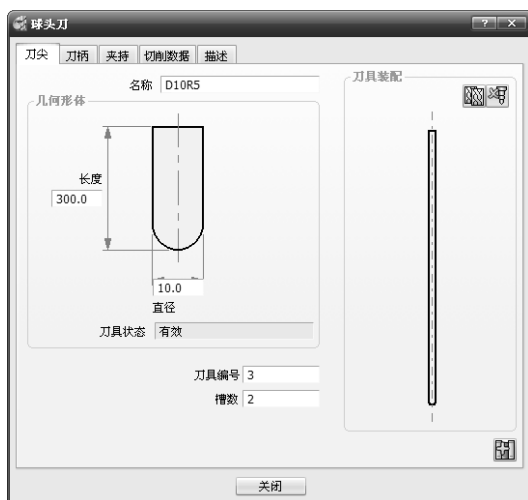 球头刀
刀尖 刀柄 夹持 切削数据 描述
名称 D10R5
刀具装配
几何形体
长度
300.0
10.0
直径
刀具状态 有效
刀具编号 3
槽数 2
关闭